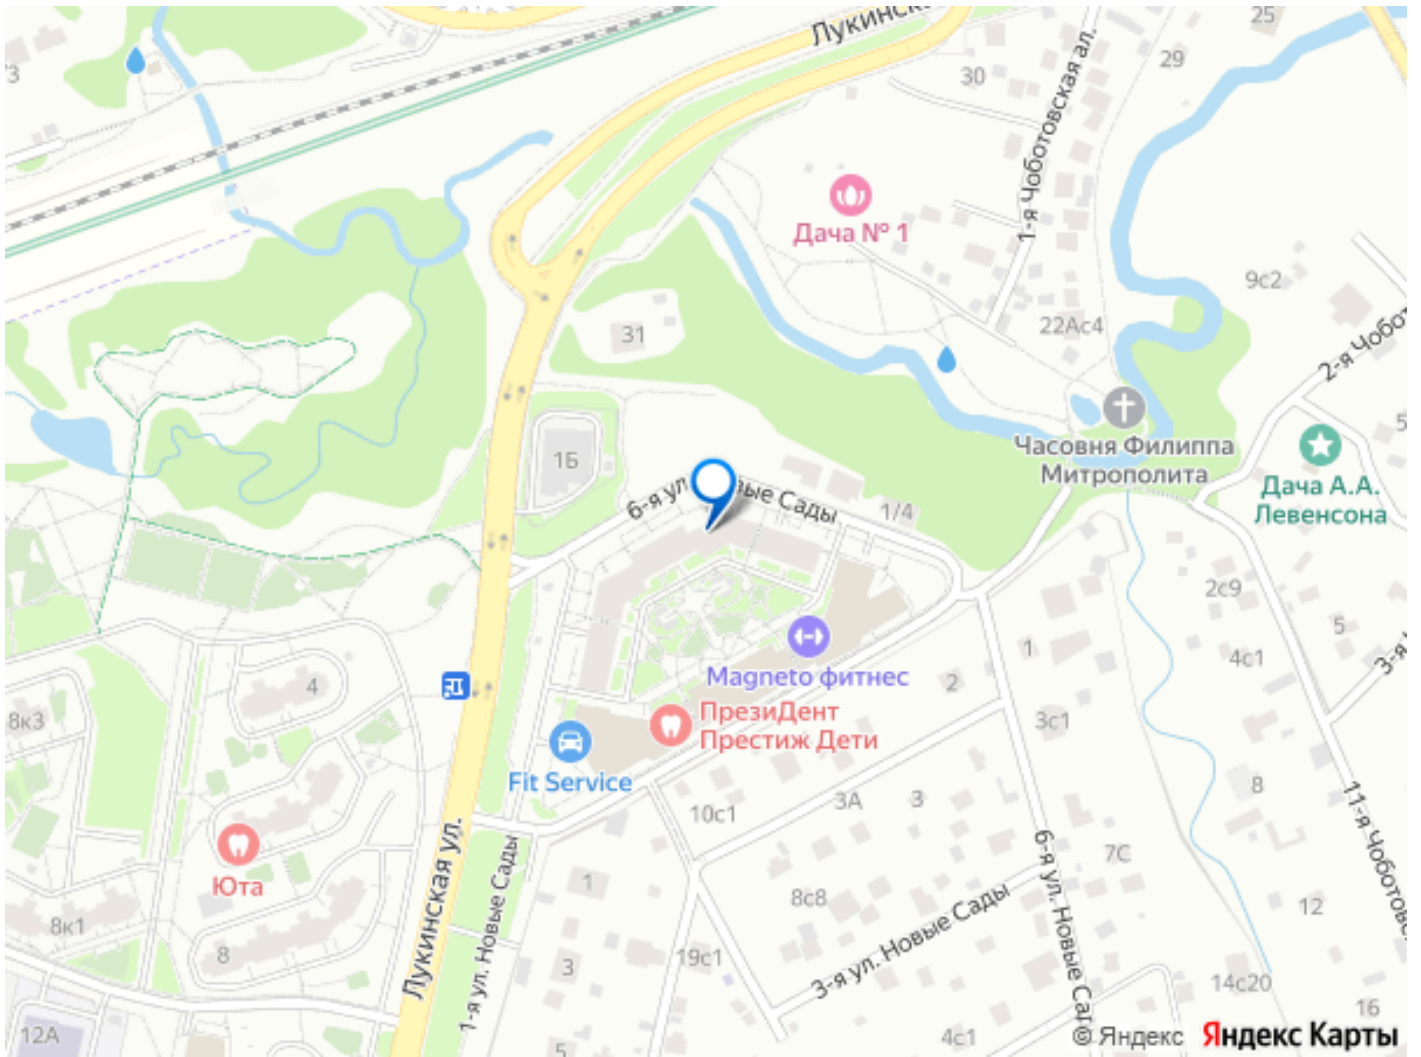 Лукинск
25
29
30
1-я Чоботовская ал.
Дача № 1
9с2
31
22Ас4
2-я Чобот
Часовня Филиппа
Митрополита
Дача А.А.
Левенсона
1Б
6-я ул.
вые Сады
1/4
2с9
5
3-я
4с1
1
2
4
Magneto фитнес
8к3
3с1
ПрезиДент
Престиж Дети
Fit Service
8
10с1
3А
3
11-я Чоботовс
Лукинская ул.
1-я ул. Новые Сады
7С
6-я ул. Новые Сад
Юта
1
8с8
12
8к1
3-я ул. Новые Сады
8
3
19с1
14с20
16
12А
5
4с1
© Яндекс
Яндекс Карты